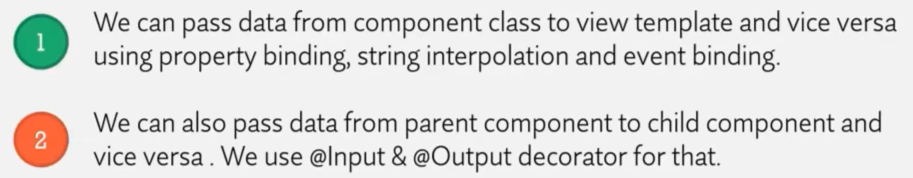 1
We can pass data from component class to view template and vice versa
using property binding, string interpolation and event binding.
2
We can also pass data from parent component to child component and
vice versa . We use @Input & @Output decorator for that.